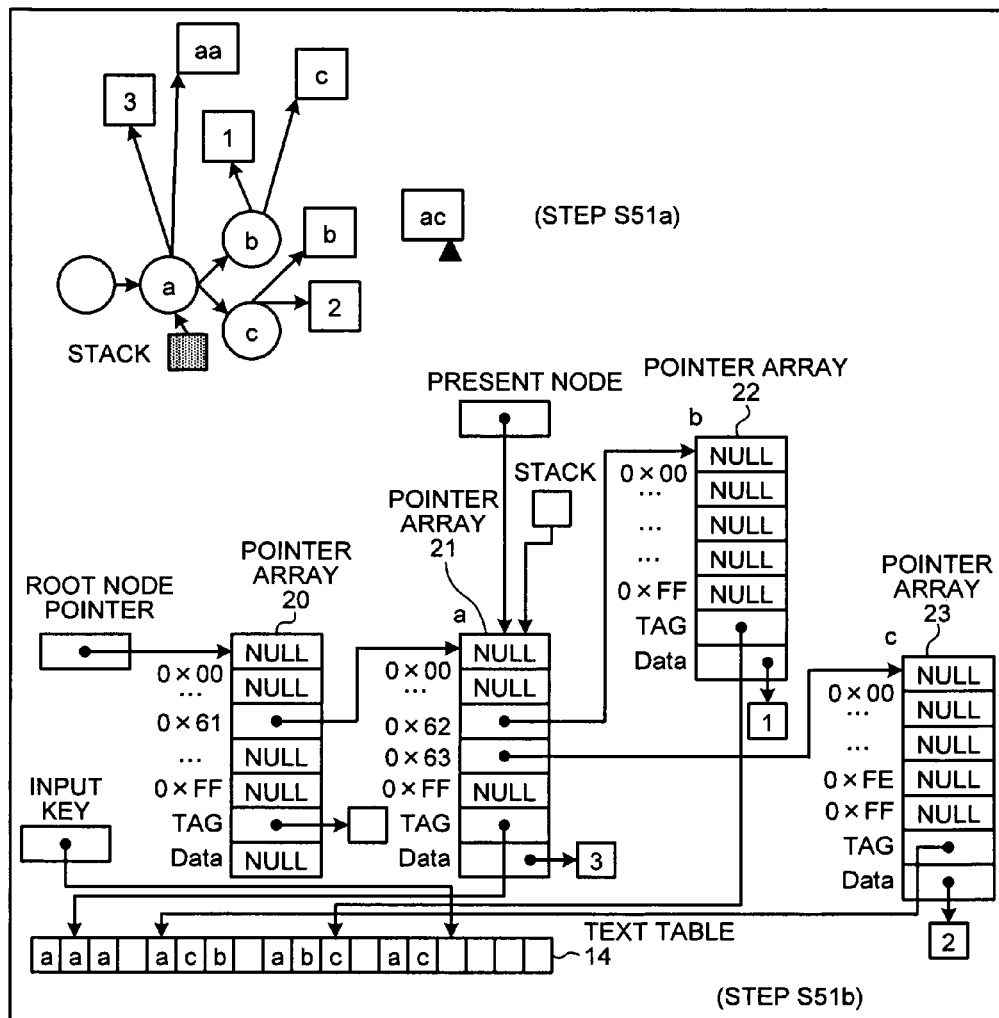 aa
3
c
1
b
b
ac
(STEP S51a)
a
c
2
STACK
PRESENT NODE
POINTER ARRAY
22
b
NULL
0×00
...
NULL
...
NULL
...
NULL
0×FF
NULL
TAG
Data
1
STACK
POINTER
ARRAY
21
a
NULL
0×00
...
NULL
0×62
0×63
0×FF
NULL
TAG
Data
3
POINTER
ARRAY
20
ROOT NODE
POINTER
NULL
0×00
...
NULL
0×61
...
NULL
0×FF
NULL
TAG
Data
NULL
POINTER
ARRAY
23
c
NULL
0×00
...
NULL
...
NULL
0×FE
NULL
0×FF
NULL
TAG
Data
2
INPUT
KEY
TEXT TABLE
14
a a a a c b a b c a c
(STEP S51b)